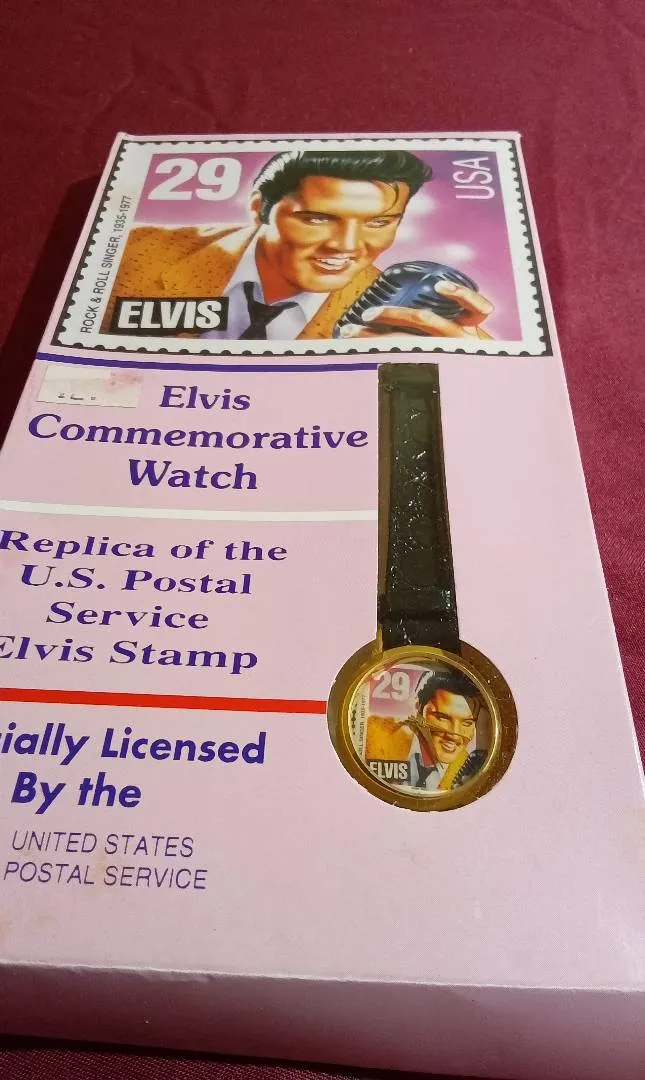 29
USA
ROCK & ROLL SINGER, 1935-1977
ELVIS
Elvis
Commemorative
Watch
Replica of the
U.S. Postal
Service
Elvis Stamp
cially Licensed
By the
UNITED STATES
POSTAL SERVICE
29
ELVIS